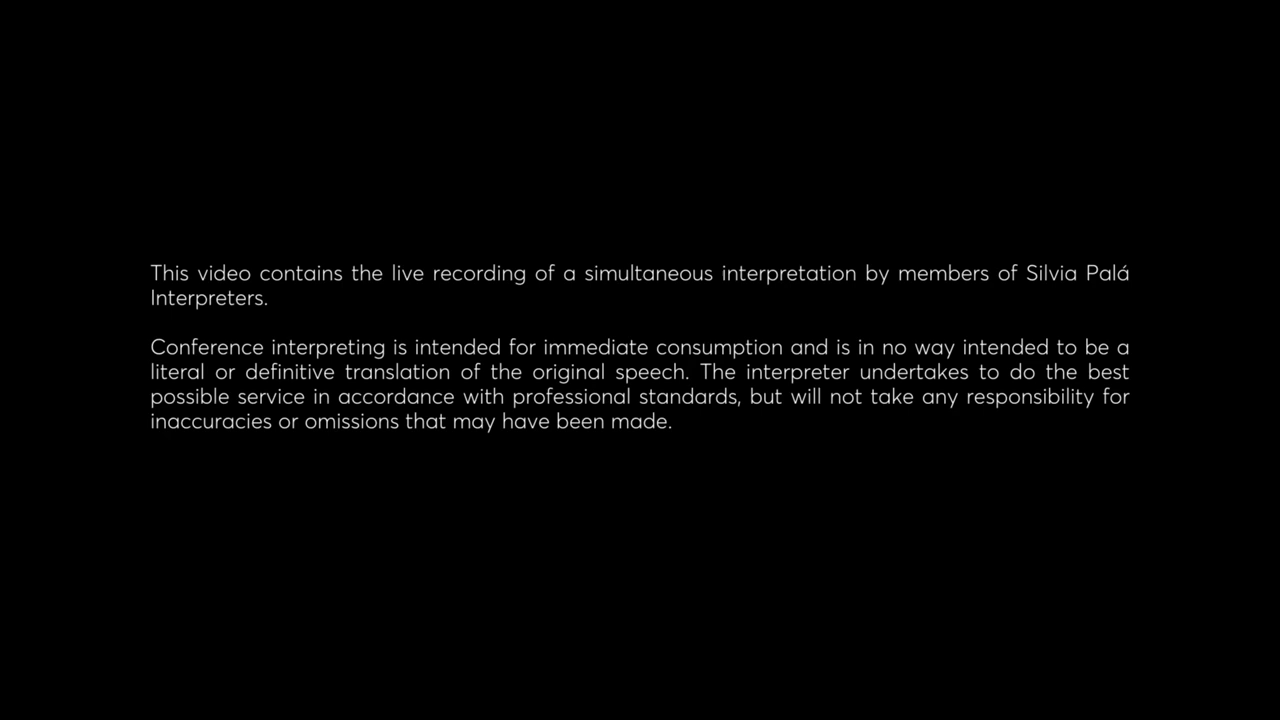 This video contains the live recording of a simultaneous interpretation by members of Silvia Palá
Interpreters.
Conference interpreting is intended for immediate consumption and is in no way intended to be a
literal or definitive translation of the original speech. The interpreter undertakes to do the best
possible service in accordance with professional standards, but will not take any responsibility for
inaccuracies or omissions that may have been made.